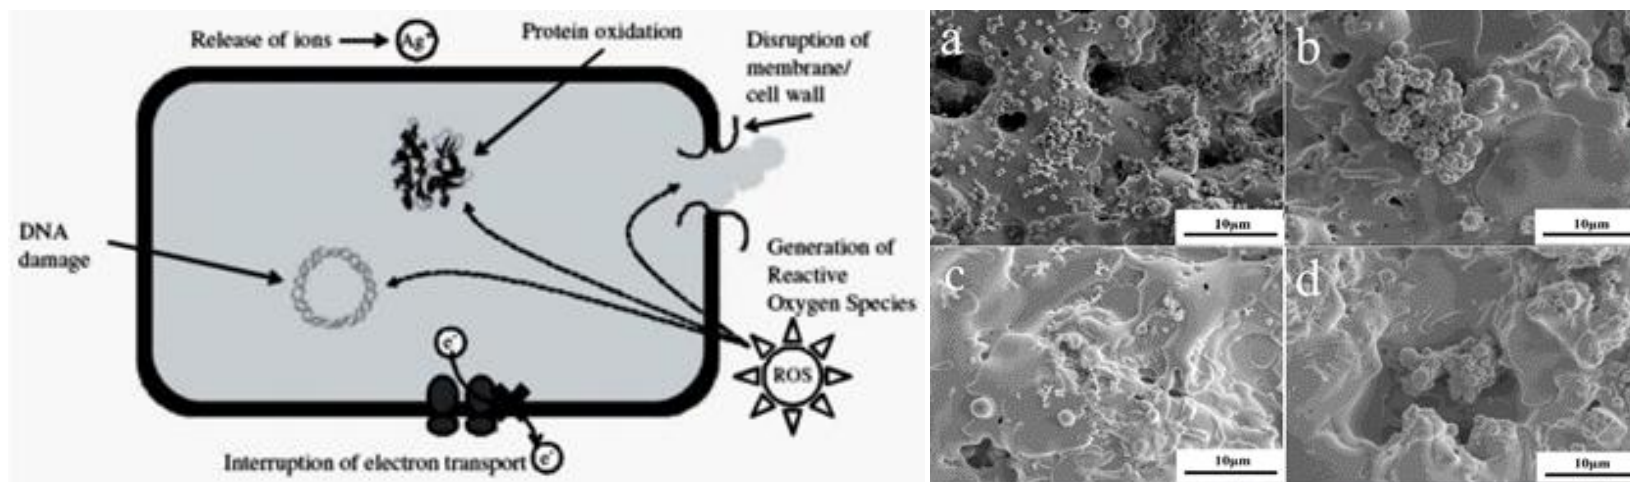 Release of ions
Ag+
Protein oxidation
Disruption of
membrane/
cell wall
DNA
damage
Generation of
Reactive
Oxygen Species
ROS
e-
Interruption of electron transport
e-
a
10μm
b
10μm
c
10μm
d
10μm